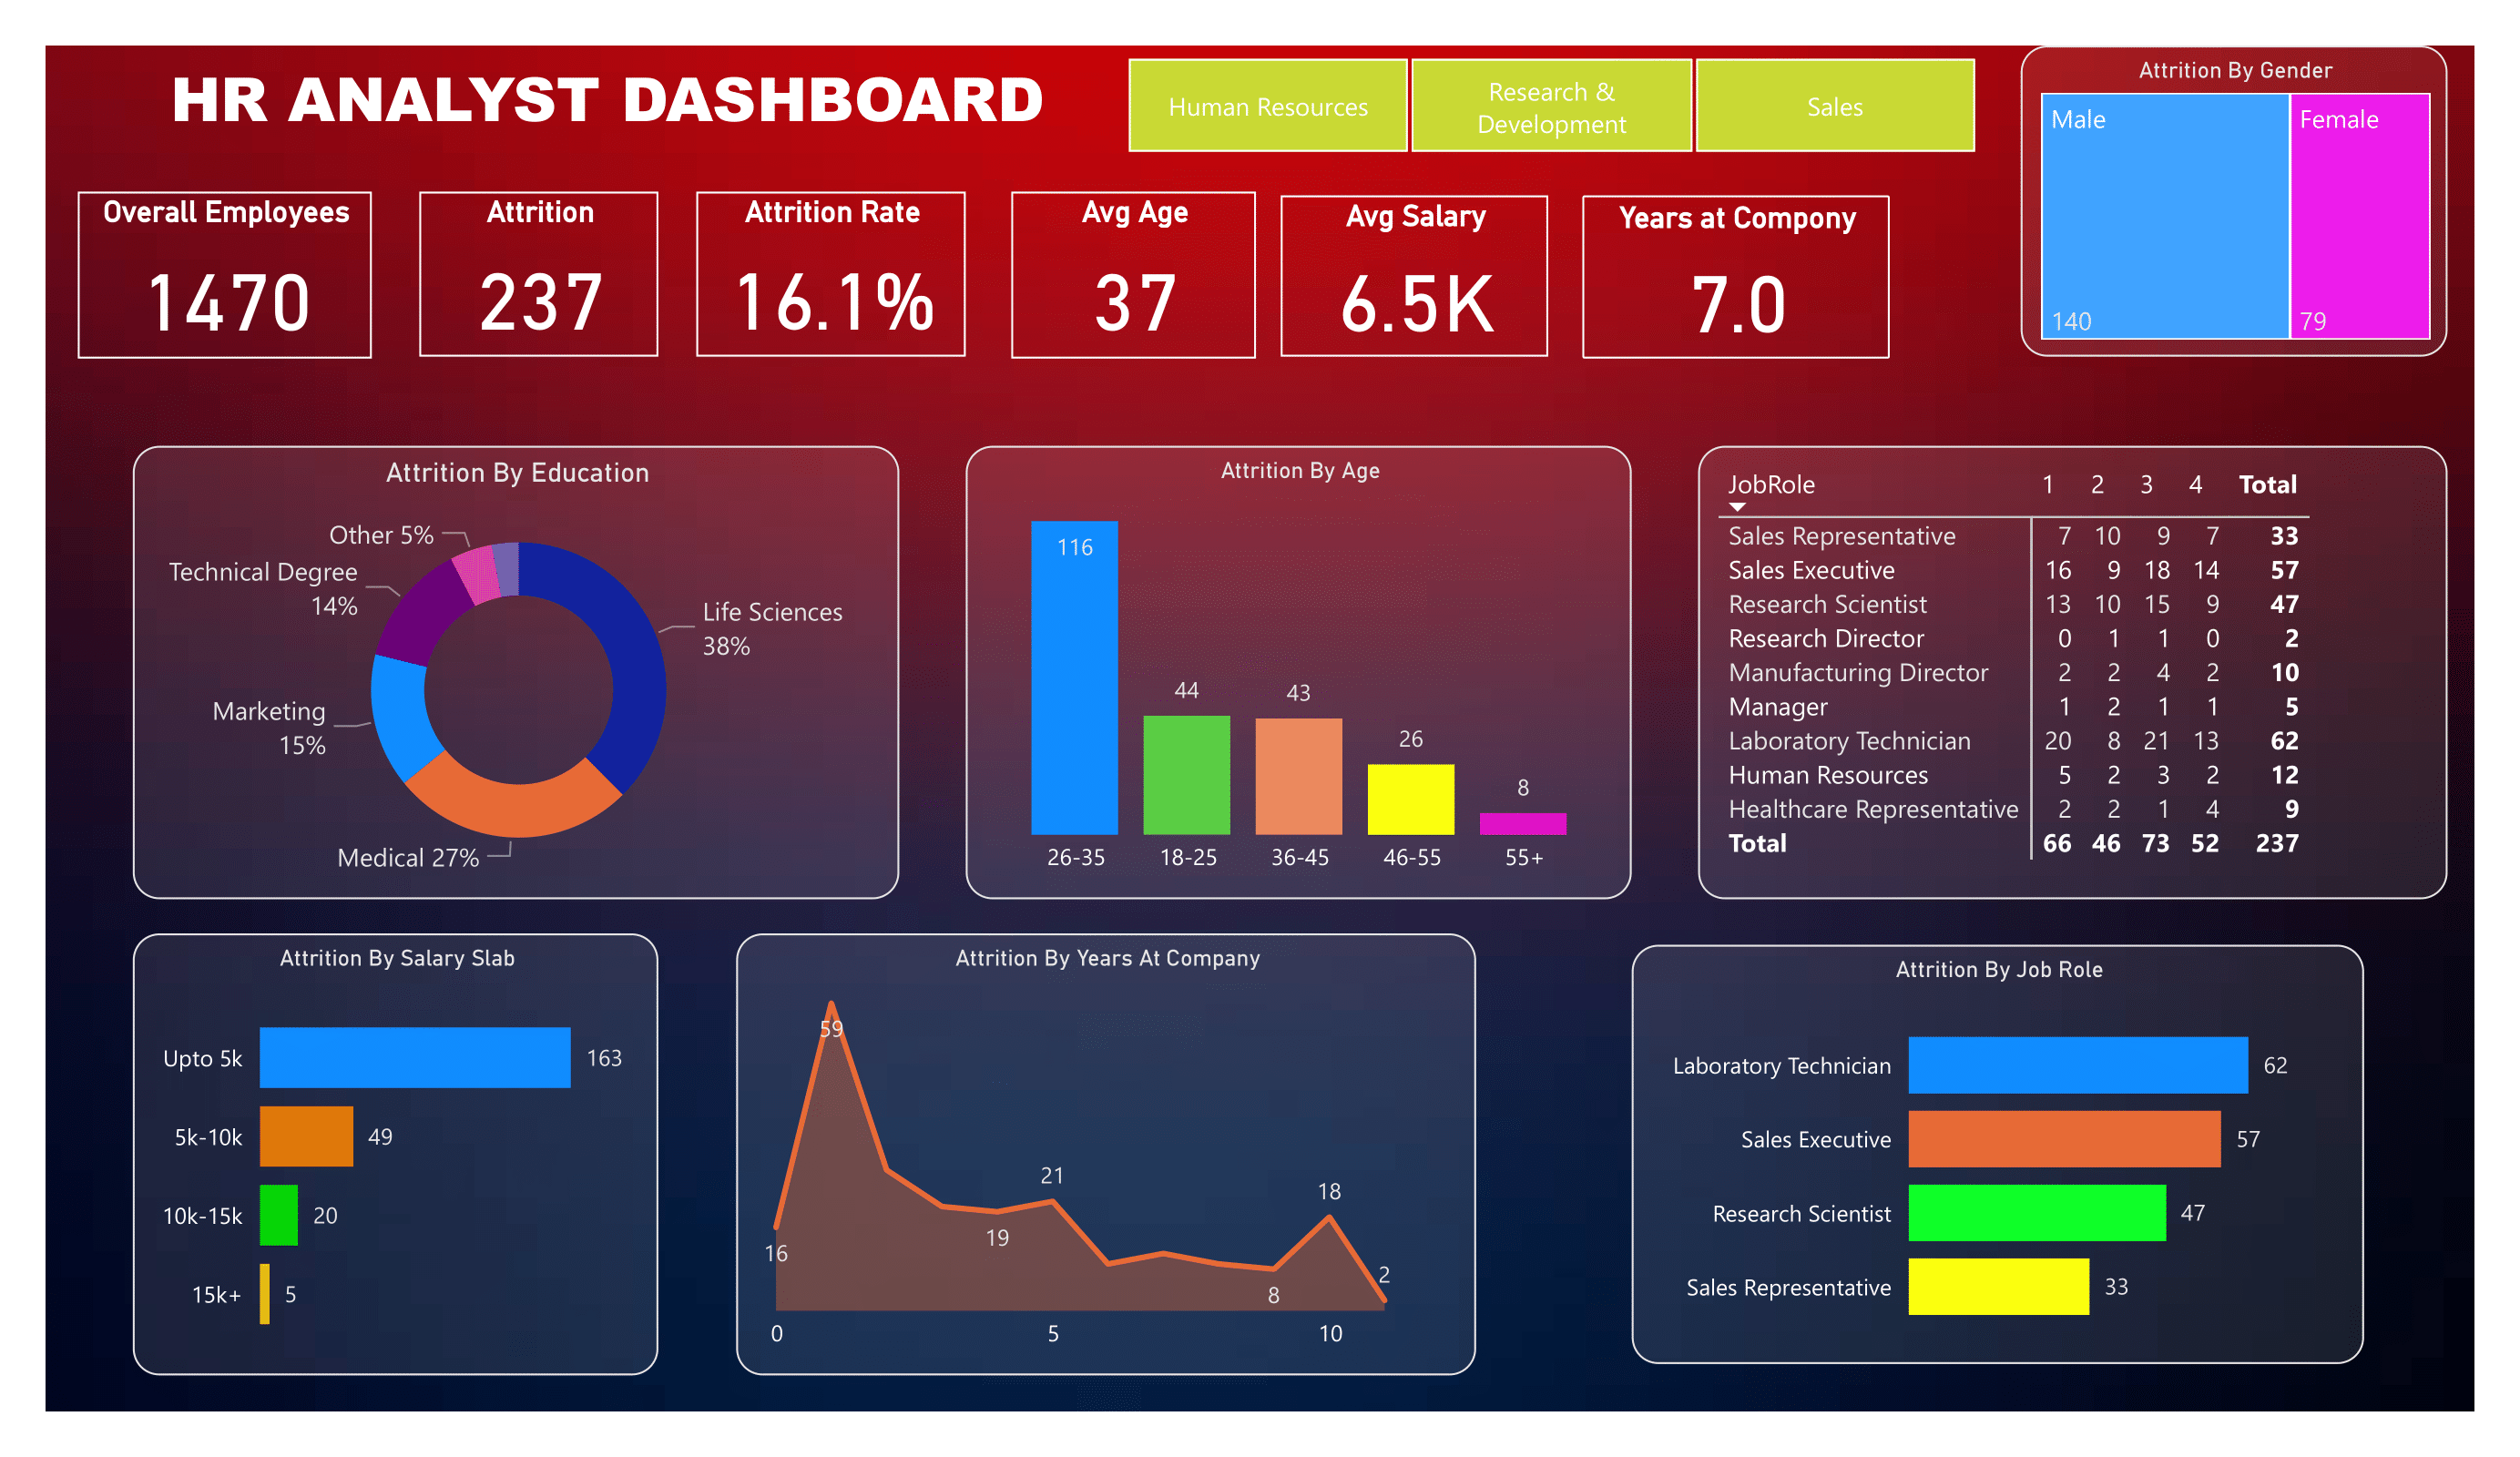 HR ANALYST DASHBOARD
Human Resources
Research &
Development
Sales
Attrition By Gender
Male
Female
140
79
Overall Employees
1470
Attrition
237
Attrition Rate
16.1%
Avg Age
37
Avg Salary
6.5K
Years at Compony
7.0
Attrition By Education
Other 5%
Technical Degree
14%
Life Sciences
38%
Marketing
15%
Medical 27%
Attrition By Age
116
44
43
26
8
26-35
18-25
36-45
46-55
55+
JobRole 1 2 3 4 Total
Sales Representative 7 10 9 7 33
Sales Executive 16 9 18 14 57
Research Scientist 13 10 15 9 47
Research Director 0 1 1 0 2
Manufacturing Director 2 2 4 2 10
Manager 1 2 1 1 5
Laboratory Technician 20 8 21 13 62
Human Resources 5 2 3 2 12
Healthcare Representative 2 2 1 4 9
Total 66 46 73 52 237
Attrition By Salary Slab
Upto 5k 163
5k-10k 49
10k-15k 20
15k+ 5
Attrition By Years At Company
59
21
18
16
19
8
2
0
5
10
Attrition By Job Role
Laboratory Technician 62
Sales Executive 57
Research Scientist 47
Sales Representative 33